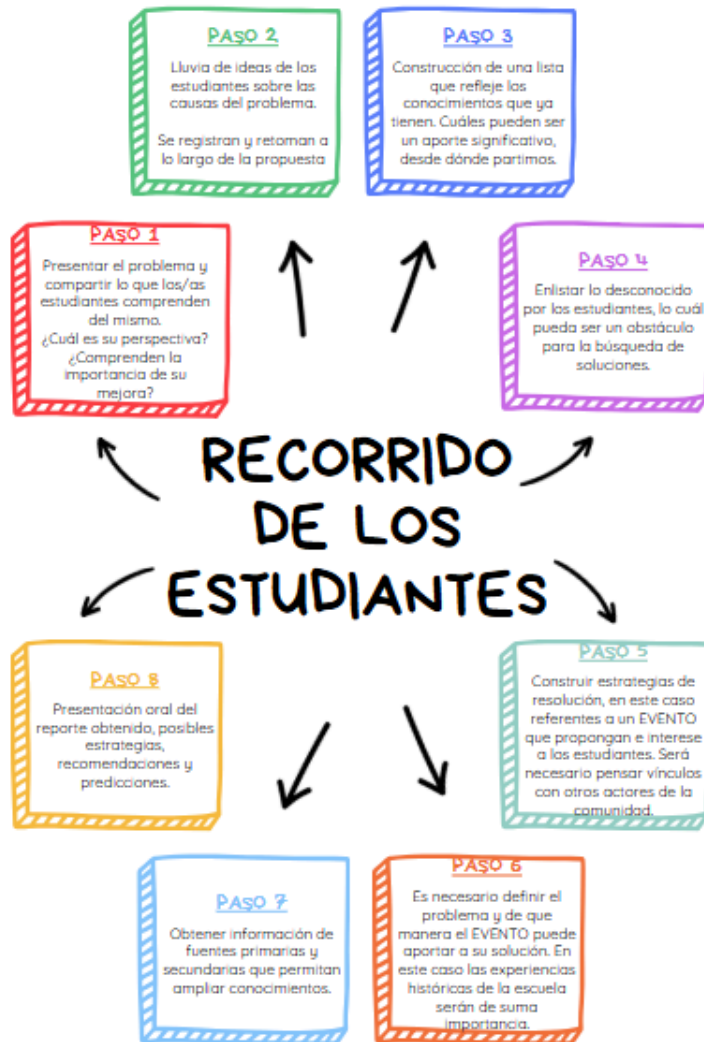 PASO 2
Lluvia de ideas de los
estudiantes sobre las
causas del problema.
Se registran y retoman a
lo largo de la propuesta
PASO 3
Construcción de una lista
que refleje los
conocimientos que ya
tienen. Cuáles pueden ser
un aporte significativo,
desde dónde partimos.
PASO 1
Presentar el problema y
compartir lo que los/as
estudiantes comprenden
del mismo.
¿Cuál es su perspectiva?
¿Comprenden la
importancia de su
mejora?
PASO 4
Enlistar lo desconocido
por los estudiantes, lo cuál
pueda ser un obstáculo
para la búsqueda de
soluciones.
RECORRIDO
DE LOS
ESTUDIANTES
PASO 8
Presentación oral del
reporte obtenido, posibles
estrategias,
recomendaciones y
predicciones.
PASO 5
Construir estrategias de
resolución, en este caso
referentes a un EVENTO
que propongan e interese
a los estudiantes. Será
necesario pensar vínculos
con otros actores de la
comunidad.
PASO 7
Obtener información de
fuentes primarias y
secundarias que permitan
ampliar conocimientos.
PASO 6
Es necesario definir el
problema y de que
manera el EVENTO puede
aportar a su solución. En
este caso las experiencias
históricas de la escuela
serán de suma
importancia.